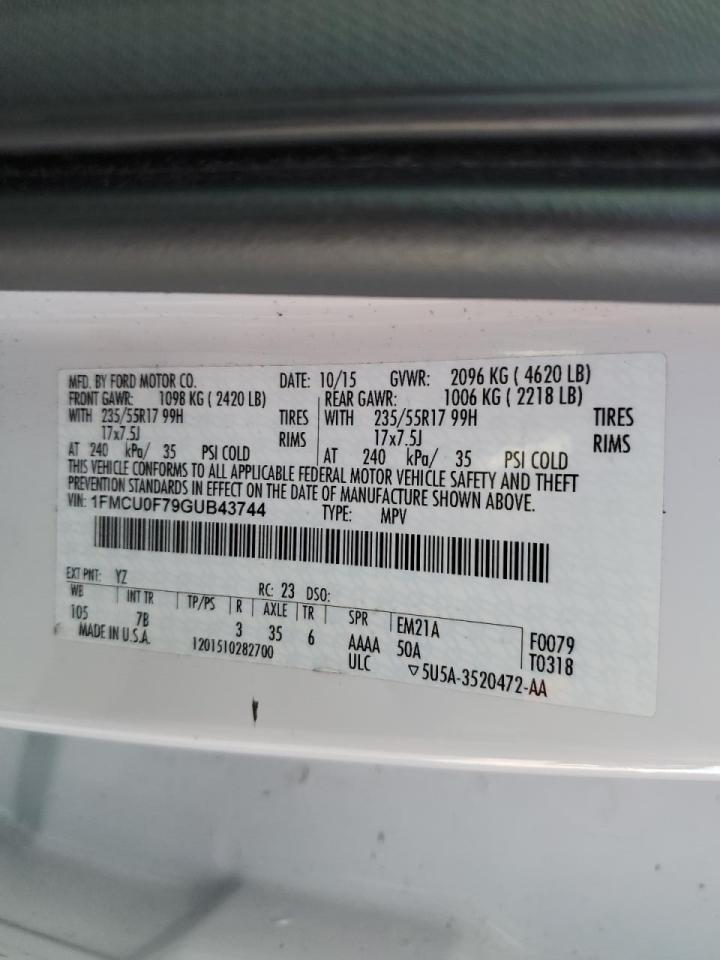 MFD. BY FORD MOTOR CO. DATE: 10/15 GVWR: 2096 KG ( 4620 LB)
FRONT GAWR: 1098 KG ( 2420 LB) REAR GAWR: 1006 KG ( 2218 LB)
WITH 235/55R17 99H TIRES WITH 235/55R17 99H TIRES
17x7.5J RIMS 17x7.5J RIMS
AT 240 kPa/ 35 PSI COLD AT 240 kPa/ 35 PSI COLD
THIS VEHICLE CONFORMS TO ALL APPLICABLE FEDERAL MOTOR VEHICLE SAFETY AND THEFT
PREVENTION STANDARDS IN EFFECT ON THE DATE OF MANUFACTURE SHOWN ABOVE.
VIN: 1FMCU0F79GUB43744 TYPE: MPV
EXT PNT: YZ RC: 23 DSO:
WB INT TR TP/PS R AXLE TR SPR EM21A F0079
105 7B 3 35 6 AAAA 50A T0318
MADE IN U.S.A. 1201510282700 ULC ▽5U5A-3520472-AA